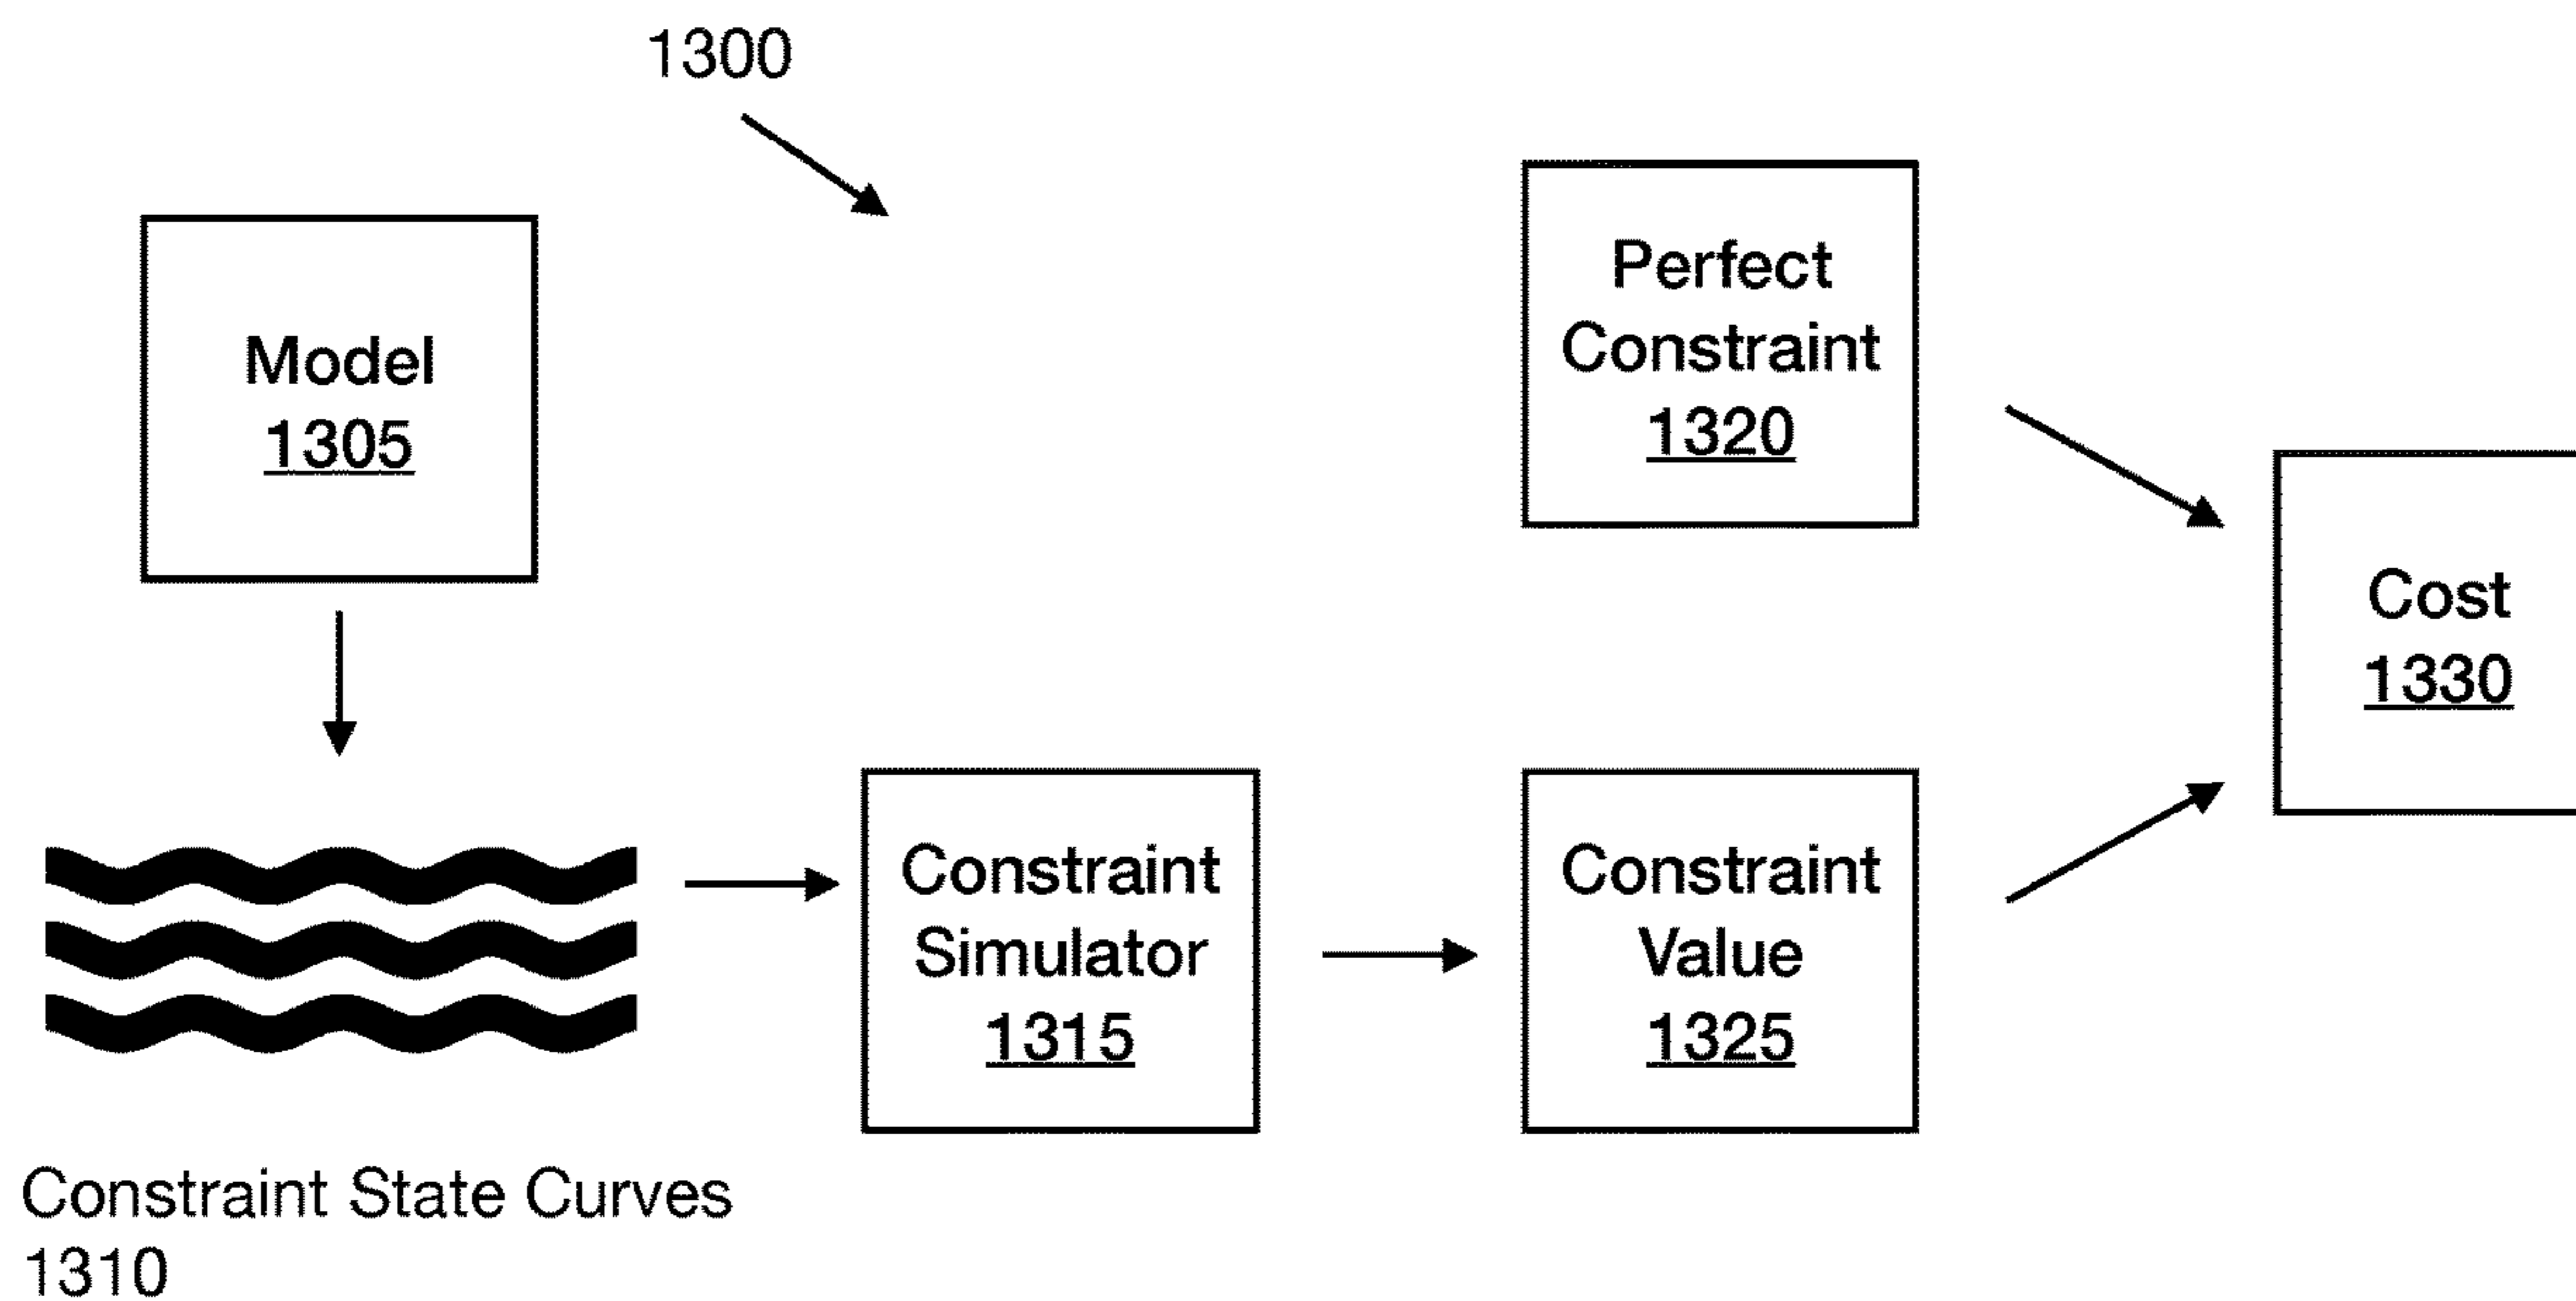 1300
Model
1305
Perfect
Constraint
1320
Cost
1330
Constraint
Simulator
1315
Constraint
Value
1325
Constraint State Curves
1310